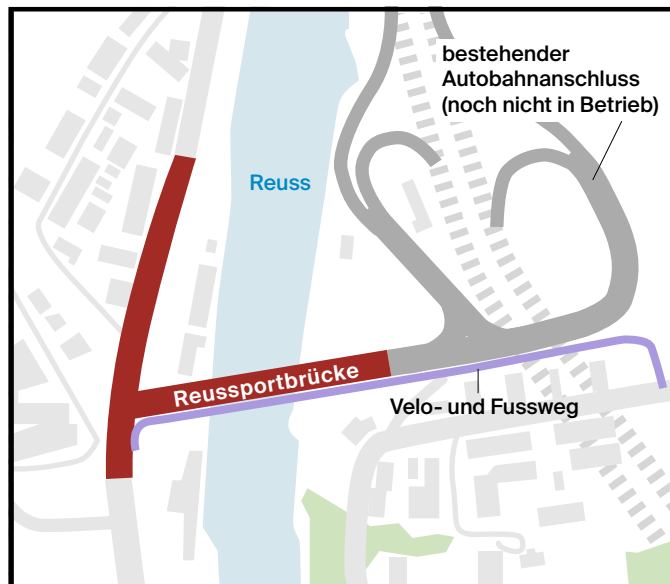 bestehender
Autobahnanschluss
(noch nicht in Betrieb)
Reuss
Reussportbrücke
Velo- und Fussweg